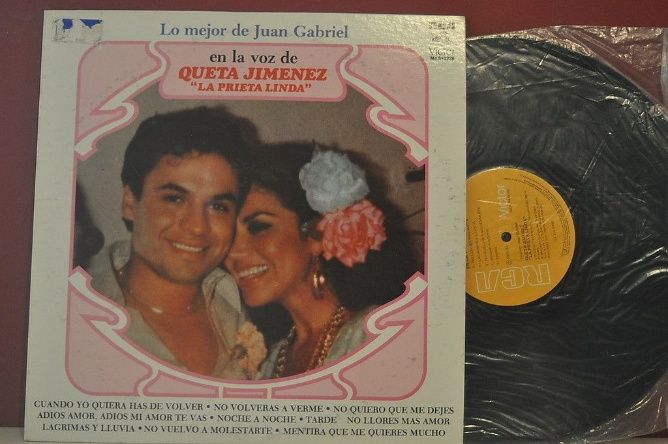 Lo mejor de Juan Gabriel
en la voz de
QUETA JIMENEZ
"LA PRIETA LINDA"
CUANDO YO QUIERA HAS DE VOLVER • NO VOLVERAS A VERME • NO QUIERO QUE ME DEJES
ADIOS AMOR, ADIOS MI AMOR TE VAS • NOCHE A NOCHE • TARDE NO LLORES MAS AMOR
LAGRIMAS Y LLUVIA • NO VUELVO A MOLESTARTE • MENTIRA QUE ME QUIERES MUCHO
Victor
RCA